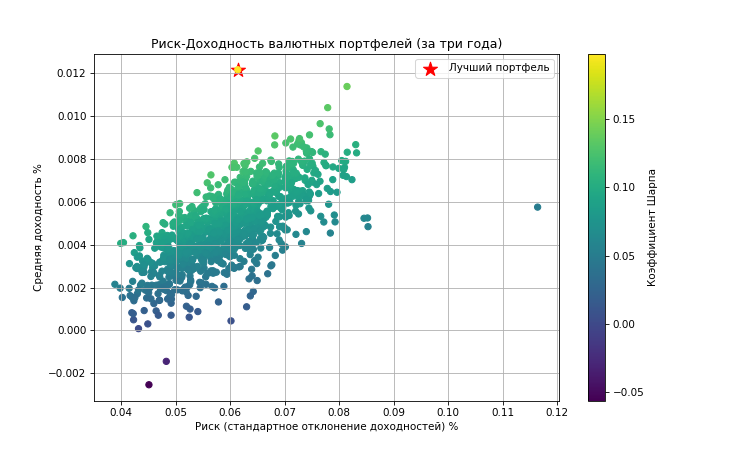 Риск-Доходность валютных портфелей (за три года)
Лучший портфель
Средняя доходность %
0.012
0.010
0.008
0.006
0.004
0.002
0.000
−0.002
0.04 0.05 0.06 0.07 0.08 0.09 0.10 0.11 0.12
Риск (стандартное отклонение доходностей) %
0.15
0.10
0.05
0.00
−0.05
Коэффициент Шарпа